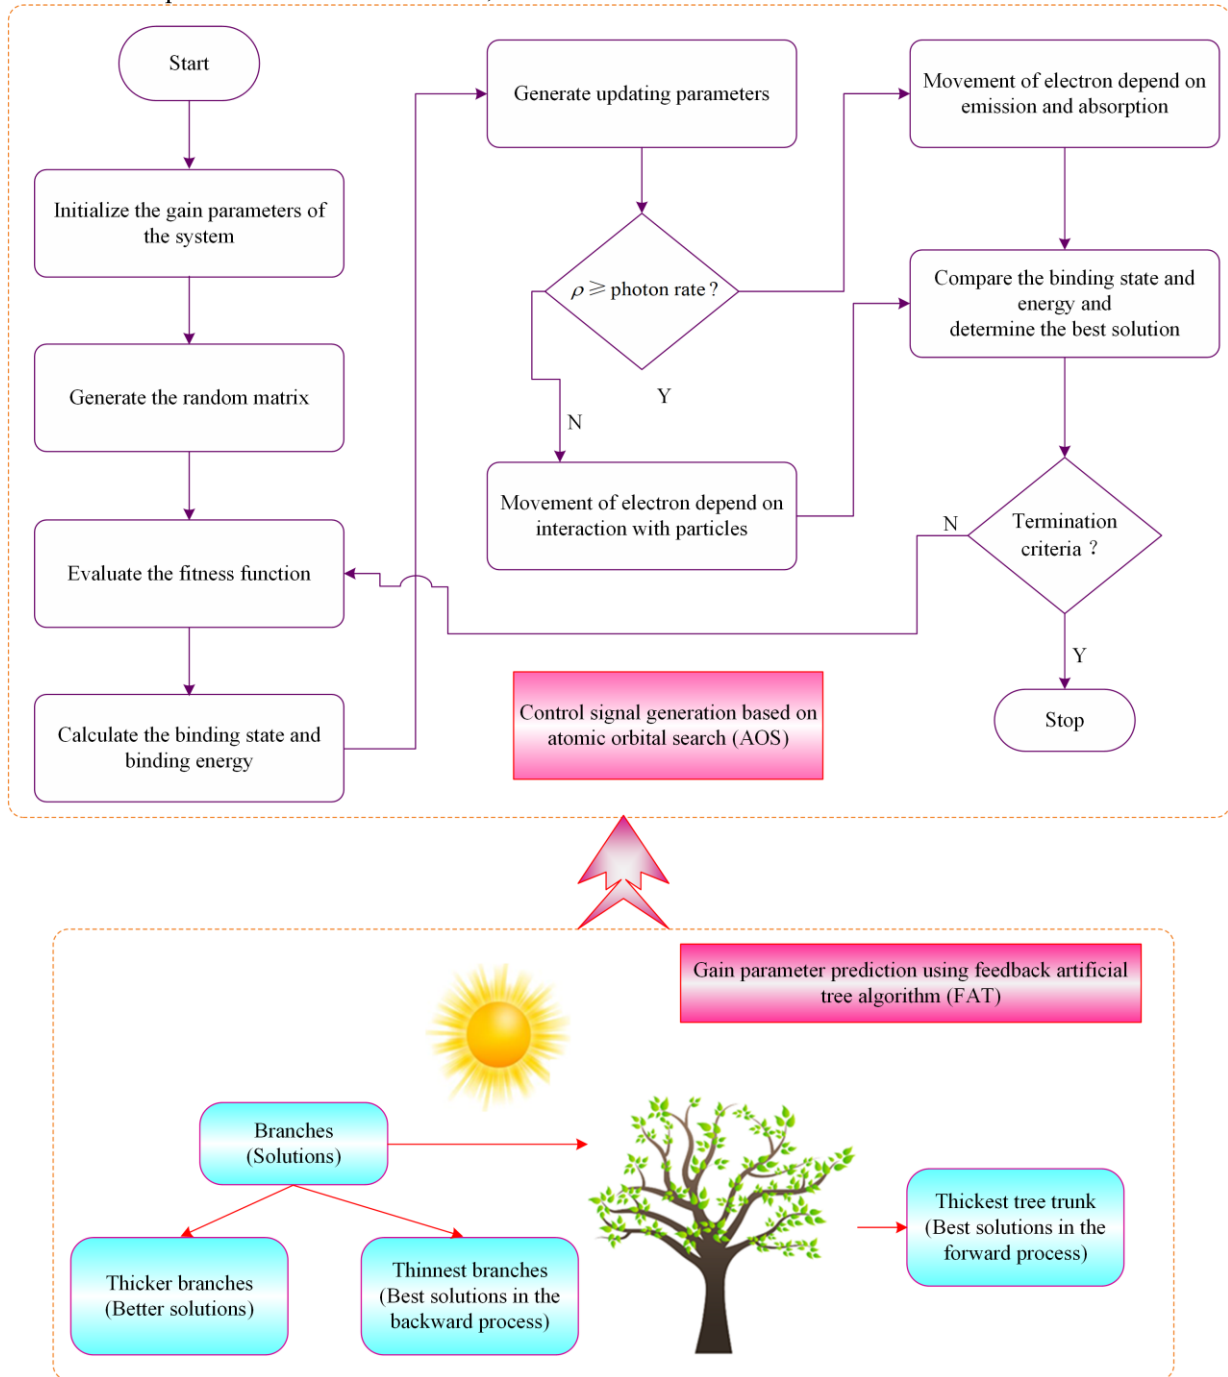 Start
Initialize the gain parameters of
the system
Generate the random matrix
Evaluate the fitness function
Calculate the binding state and
binding energy
Generate updating parameters
ρ ≥ photon rate ?
Y
N
Movement of electron depend on
interaction with particles
Movement of electron depend on
emission and absorption
Compare the binding state and
energy and
determine the best solution
N
Termination
criteria ?
Y
Stop
Control signal generation based on
atomic orbital search (AOS)
Gain parameter prediction using feedback artificial
tree algorithm (FAT)
Branches
(Solutions)
Thicker branches
(Better solutions)
Thinnest branches
(Best solutions in the
backward process)
Thickest tree trunk
(Best solutions in the
forward process)